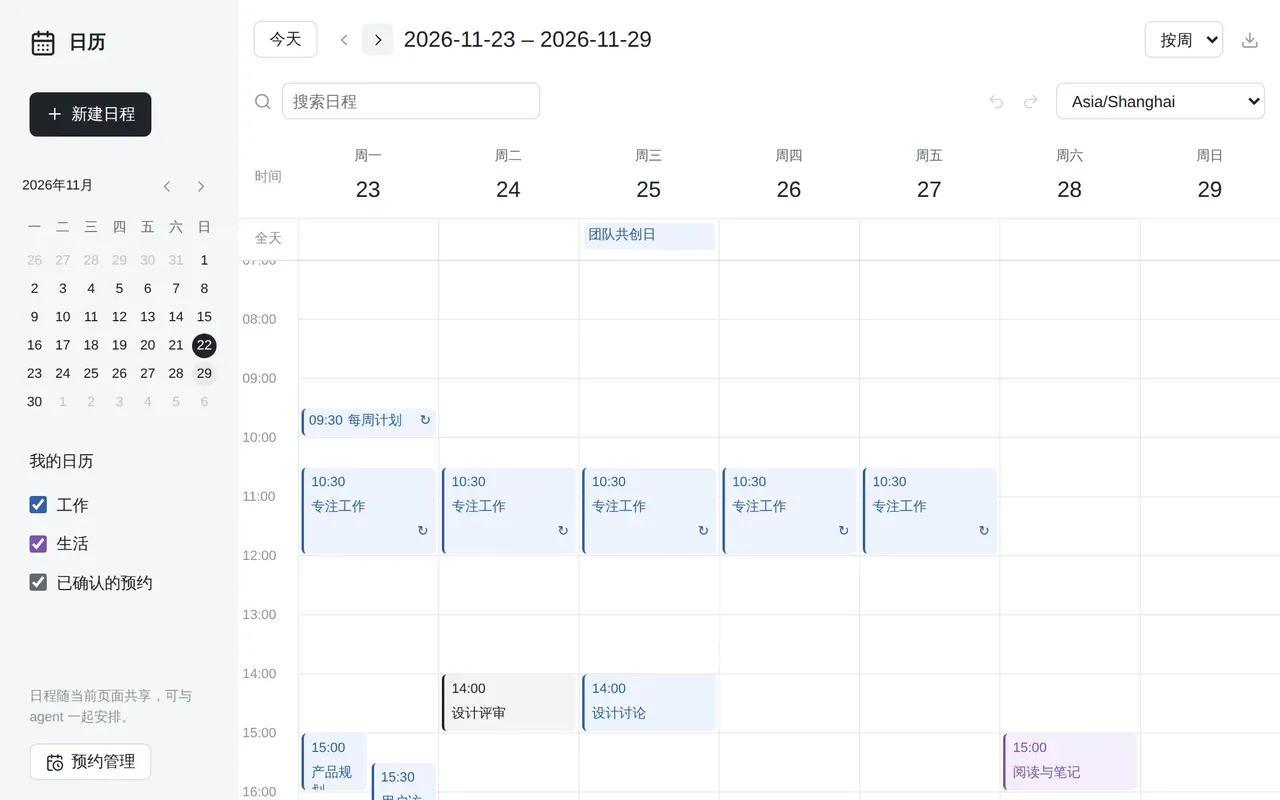 日历
新建日程
2026年11月
一 二 三 四 五 六 日
26 27 28 29 30 31 1
2 3 4 5 6 7 8
9 10 11 12 13 14 15
16 17 18 19 20 21 22
23 24 25 26 27 28 29
30 1 2 3 4 5 6
我的日历
工作
生活
已确认的预约
日程随当前页面共享，可与
agent 一起安排。
预约管理
今天
2026-11-23 – 2026-11-29
按周
搜索日程
Asia/Shanghai
时间
周一 周二 周三 周四 周五 周六 周日
23 24 25 26 27 28 29
全天
团队共创日
07:00
08:00
09:00
09:30 每周计划
10:00
10:30 10:30 10:30 10:30 10:30
11:00
专注工作 专注工作 专注工作 专注工作 专注工作
12:00
13:00
14:00
14:00 14:00
设计评审 设计讨论
15:00
15:00 15:00
产品规 阅读与笔记
划
15:30
用户访
16:00